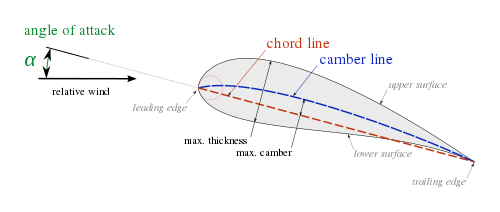 angle of attack
α
relative wind
chord line
camber line
upper surface
leading edge
max. thickness
max. camber
lower surface
trailing edge